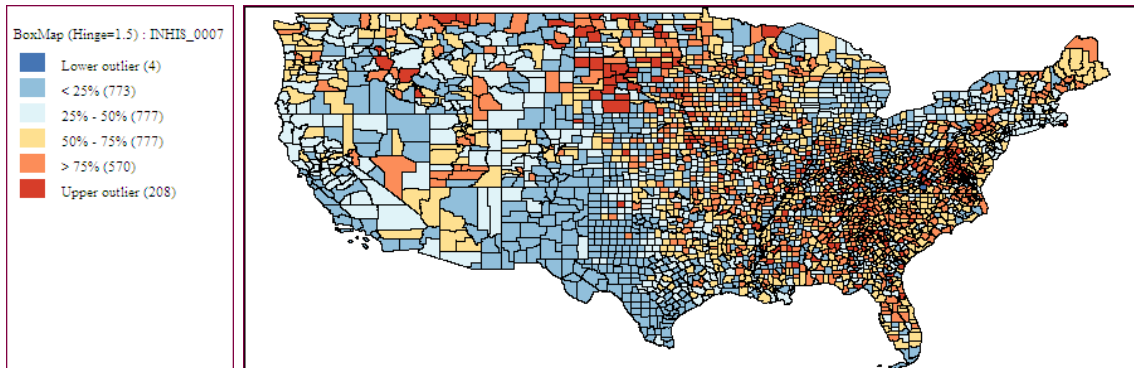 BoxMap (Hinge=1.5) : INHI8_0007
Lower outlier (4)
< 25% (773)
25% - 50% (777)
50% - 75% (777)
> 75% (570)
Upper outlier (208)